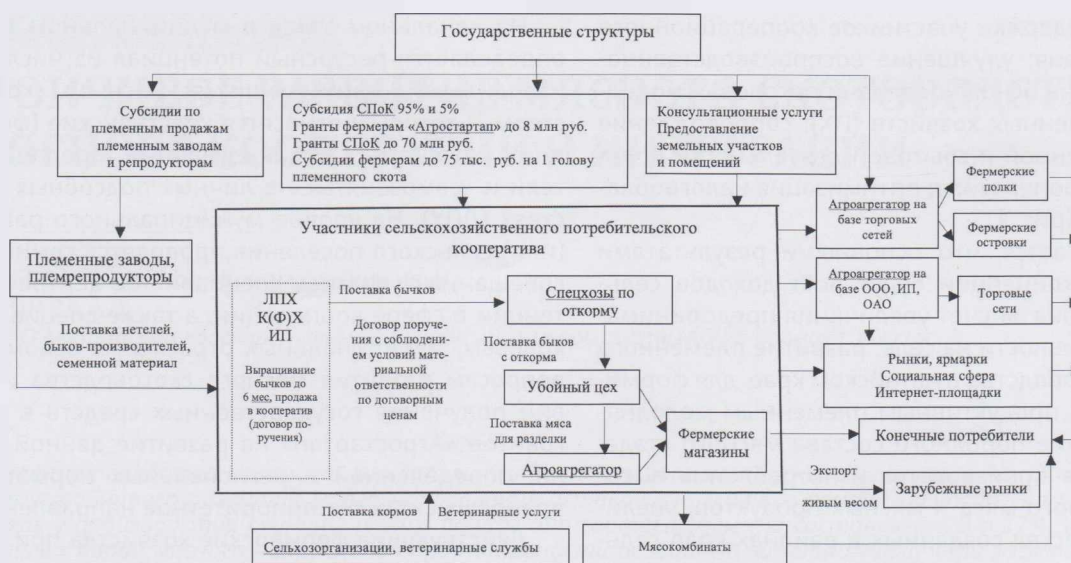 Государственные структуры
Субсидии
племенным продажам
племенным заводам
и репродукторам
Субсидии СПоК 95% и 5%
Гранты фермерам «Агростартап» до 8 млн руб.
Гранты СПоК до 70 млн руб.
Субсидии фермерам до 75 тыс. руб. на 1 голову
племенного скота
Консультационные услуги
Предоставление
земельных участков
и помещений
Фермерские
полки
Агроагрегатор на
базе торговых
сетей
Фермерские
островки
Участники сельскохозяйственного потребительского
кооператива
Племенные заводы,
племрепродукторы
Поставка нетелей,
быков-производителей,
семенной материал
ЛПХ
К(Ф)Х
ИП
Выращивание
бычков до
6 мес, продажа
в кооператив
(договор по-
ручения)
Поставка бычков
Договор поруче-
ния с соблюдени-
ем условий мате-
риальной
ответственности
по договорным
ценам
Спецхозы по
откорму
Поставка быков
с откорма
Убойный цех
Поставка мяса
для разделки
Агроагрегатор
Фермерские
магазины
Агроагрегатор на
базе ООО, ИП,
ОАО
Торговые
сети
Рынки, ярмарки
Социальная сфера
Интернет-площадки
Конечные потребители
Экспорт
живым весом
Зарубежные рынки
Поставка кормов
Ветеринарные услуги
Сельхозорганизации, ветеринарные службы
Мясокомбинаты